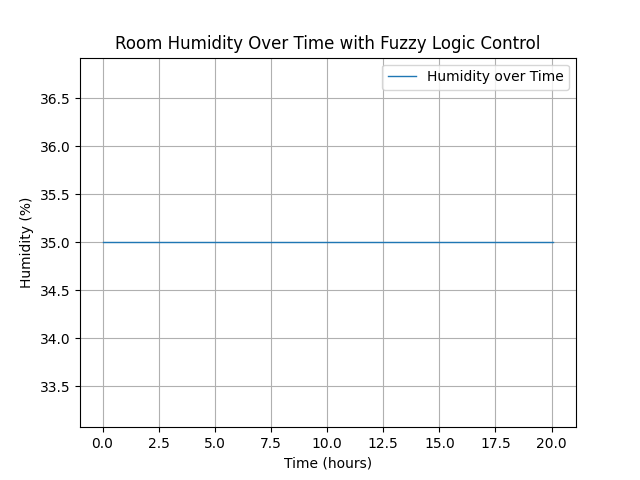 Room Humidity Over Time with Fuzzy Logic Control
Humidity over Time
36.5
36.0
35.5
35.0
34.5
34.0
33.5
Humidity (%)
0.0 2.5 5.0 7.5 10.0 12.5 15.0 17.5 20.0
Time (hours)